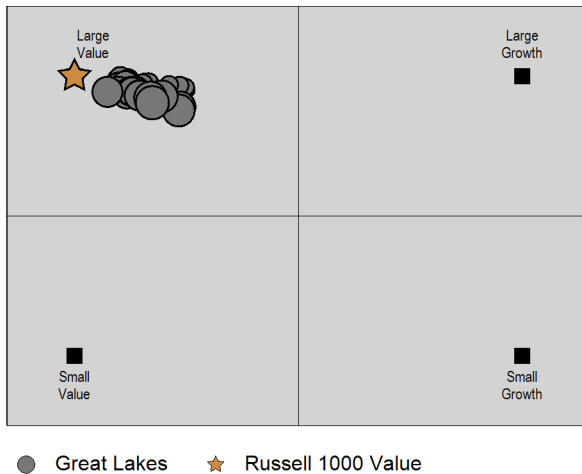 Large
Value
Large
Growth
Small
Value
Small
Growth
Great Lakes
Russell 1000 Value